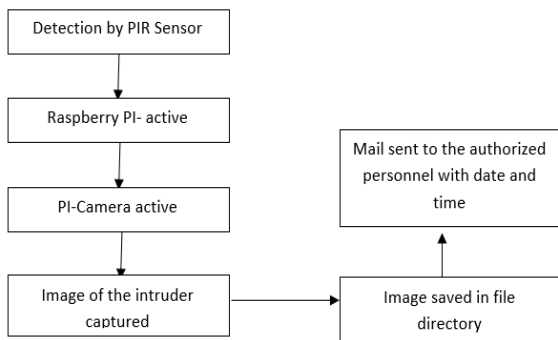 Detection by PIR Sensor
Raspberry PI- active
PI-Camera active
Image of the intruder
captured
Image saved in file
directory
Mail sent to the authorized
personnel with date and
time